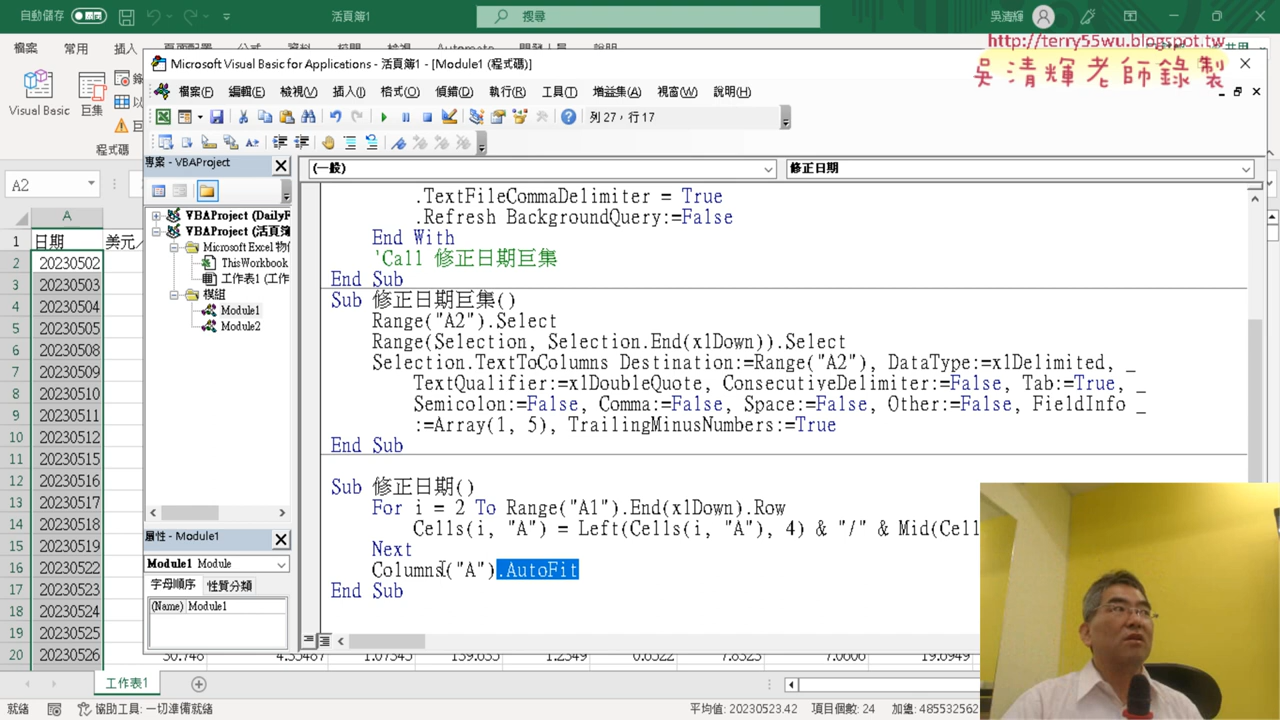 自動儲存
活頁簿1
搜尋
吳清輝
http://terry55wu.blogspot.tw
吳清輝老師錄製
檔案 常用 插入
Visual Basic
巨集
程式碼
Microsoft Visual Basic for Applications - 活頁簿1 - [Module1 (程式碼)]
檔案(F) 編輯(E) 檢視(V) 插入(I) 格式(O) 偵錯(D) 執行(R) 工具(T) 增益集(A) 視窗(W) 說明(H)
列 27，行 17
專案 - VBAProject
(一般)
修正日期
VBAProject (DailyF
VBAProject (活頁簿
Microsoft Excel 物件
ThisWorkbook
工作表1 (工作
模組
Module1
Module2
.TextFileCommaDelimiter = True
.Refresh BackgroundQuery:=False
End With
'Call 修正日期巨集
End Sub
Sub 修正日期巨集()
Range("A2").Select
Range(Selection, Selection.End(xlDown)).Select
Selection.TextToColumns Destination:=Range("A2"), DataType:=xlDelimited, _
TextQualifier:=xlDoubleQuote, ConsecutiveDelimiter:=False, Tab:=True, _
Semicolon:=False, Comma:=False, Space:=False, Other:=False, FieldInfo _
:=Array(1, 5), TrailingMinusNumbers:=True
End Sub
Sub 修正日期()
For i = 2 To Range("A1").End(xlDown).Row
Cells(i, "A") = Left(Cells(i, "A"), 4) & "/" & Mid(Cell
Next
Columns("A").AutoFit
End Sub
屬性 - Module1
Module1 Module
字母順序 性質分類
(Name) Module1
A2
A
1 日期 美元/
2 20230502
3 20230503
4 20230504
5 20230505
6 20230508
7 20230509
8 20230510
9 20230511
10 20230512
11 20230515
12 20230516
13 20230517
14 20230518
15 20230519
16 20230522
17 20230523
18 20230524
19 20230525
20 20230526
工作表1
就緒
協助工具: 一切準備就緒
平均值: 20230523.42
項目個數: 24
加總: 485532562